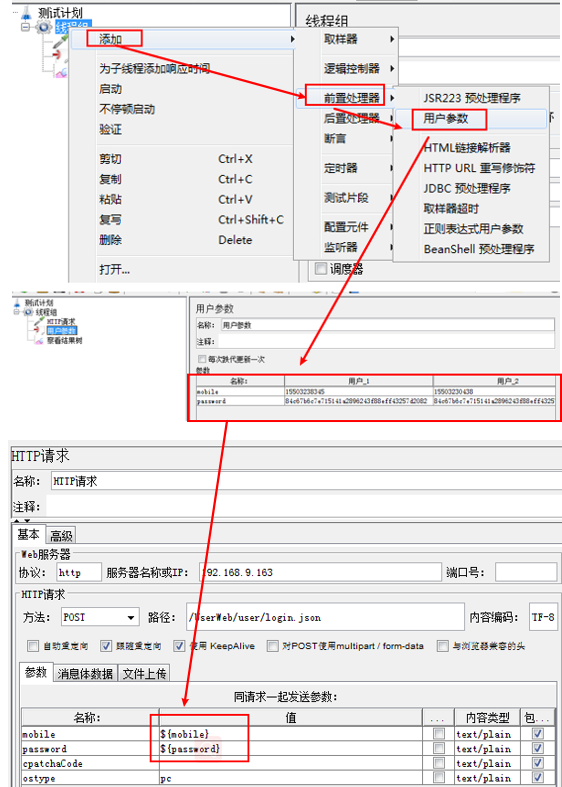 测试计划
线程组
线程组
添加
取样器
为子线程添加响应时间
逻辑控制器
启动
前置处理器
JSR223 预处理程序
不停顿启动
后置处理器
用户参数
验证
断言
HTML链接解析器
剪切 Ctrl+X
定时器
HTTP URL 重写修饰符
复制 Ctrl+C
JDBC 预处理程序
粘贴 Ctrl+V
测试片段
取样器超时
复写 Ctrl+Shift+C
配置元件
正则表达式用户参数
删除 Delete
监听器
BeanShell 预处理程序
打开...
调度器
测试计划
线程组
HTTP请求
用户参数
察看结果树
用户参数
名称: 用户参数
注释:
每次跌代更新一次
参数
名称: 用户_1 用户_2
mobile 15503238345 15503230438
password 84c67b6c7e715141a2896243f88eff43257d2082 84c67b6c7e715141a2896243f88eff4325
HTTP请求
名称: HTTP请求
注释:
基本 高级
Web服务器
协议: http 服务器名称或IP: 192.168.9.163 端口号:
HTTP请求
方法: POST 路径: /UserWeb/user/login.json 内容编码: TF-8
自动重定向 跟随重定向 使用 KeepAlive 对POST使用multipart / form-data 与浏览器兼容的头
参数 消息体数据 文件上传
同请求一起发送参数:
名称: 值 ... 内容类型 包...
mobile ${mobile} text/plain
password ${password} text/plain
cpatchaCode text/plain
ostype pc text/plain